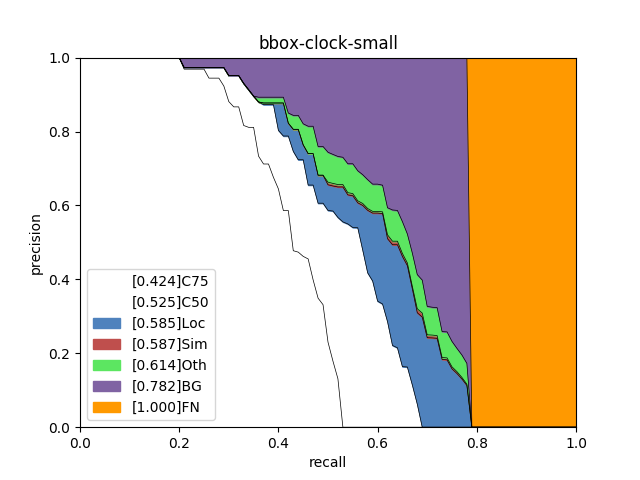 bbox-clock-small
precision
1.0
0.8
0.6
0.4
0.2
0.0
[0.424]C75
[0.525]C50
[0.585]Loc
[0.587]Sim
[0.614]Oth
[0.782]BG
[1.000]FN
0.0 0.2 0.4 0.6 0.8 1.0
recall